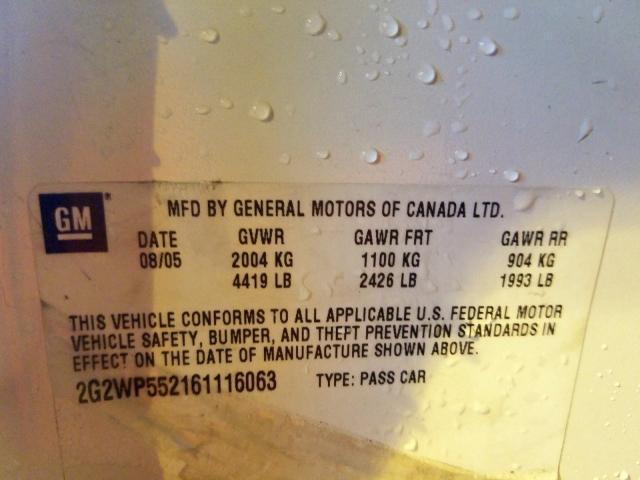 GM
MFD BY GENERAL MOTORS OF CANADA LTD.
DATE GVWR GAWR FRT GAWR RR
08/05 2004 KG 1100 KG 904 KG
4419 LB 2426 LB 1993 LB
THIS VEHICLE CONFORMS TO ALL APPLICABLE U.S. FEDERAL MOTOR
VEHICLE SAFETY, BUMPER, AND THEFT PREVENTION STANDARDS IN
EFFECT ON THE DATE OF MANUFACTURE SHOWN ABOVE.
2G2WP552161116063 TYPE: PASS CAR